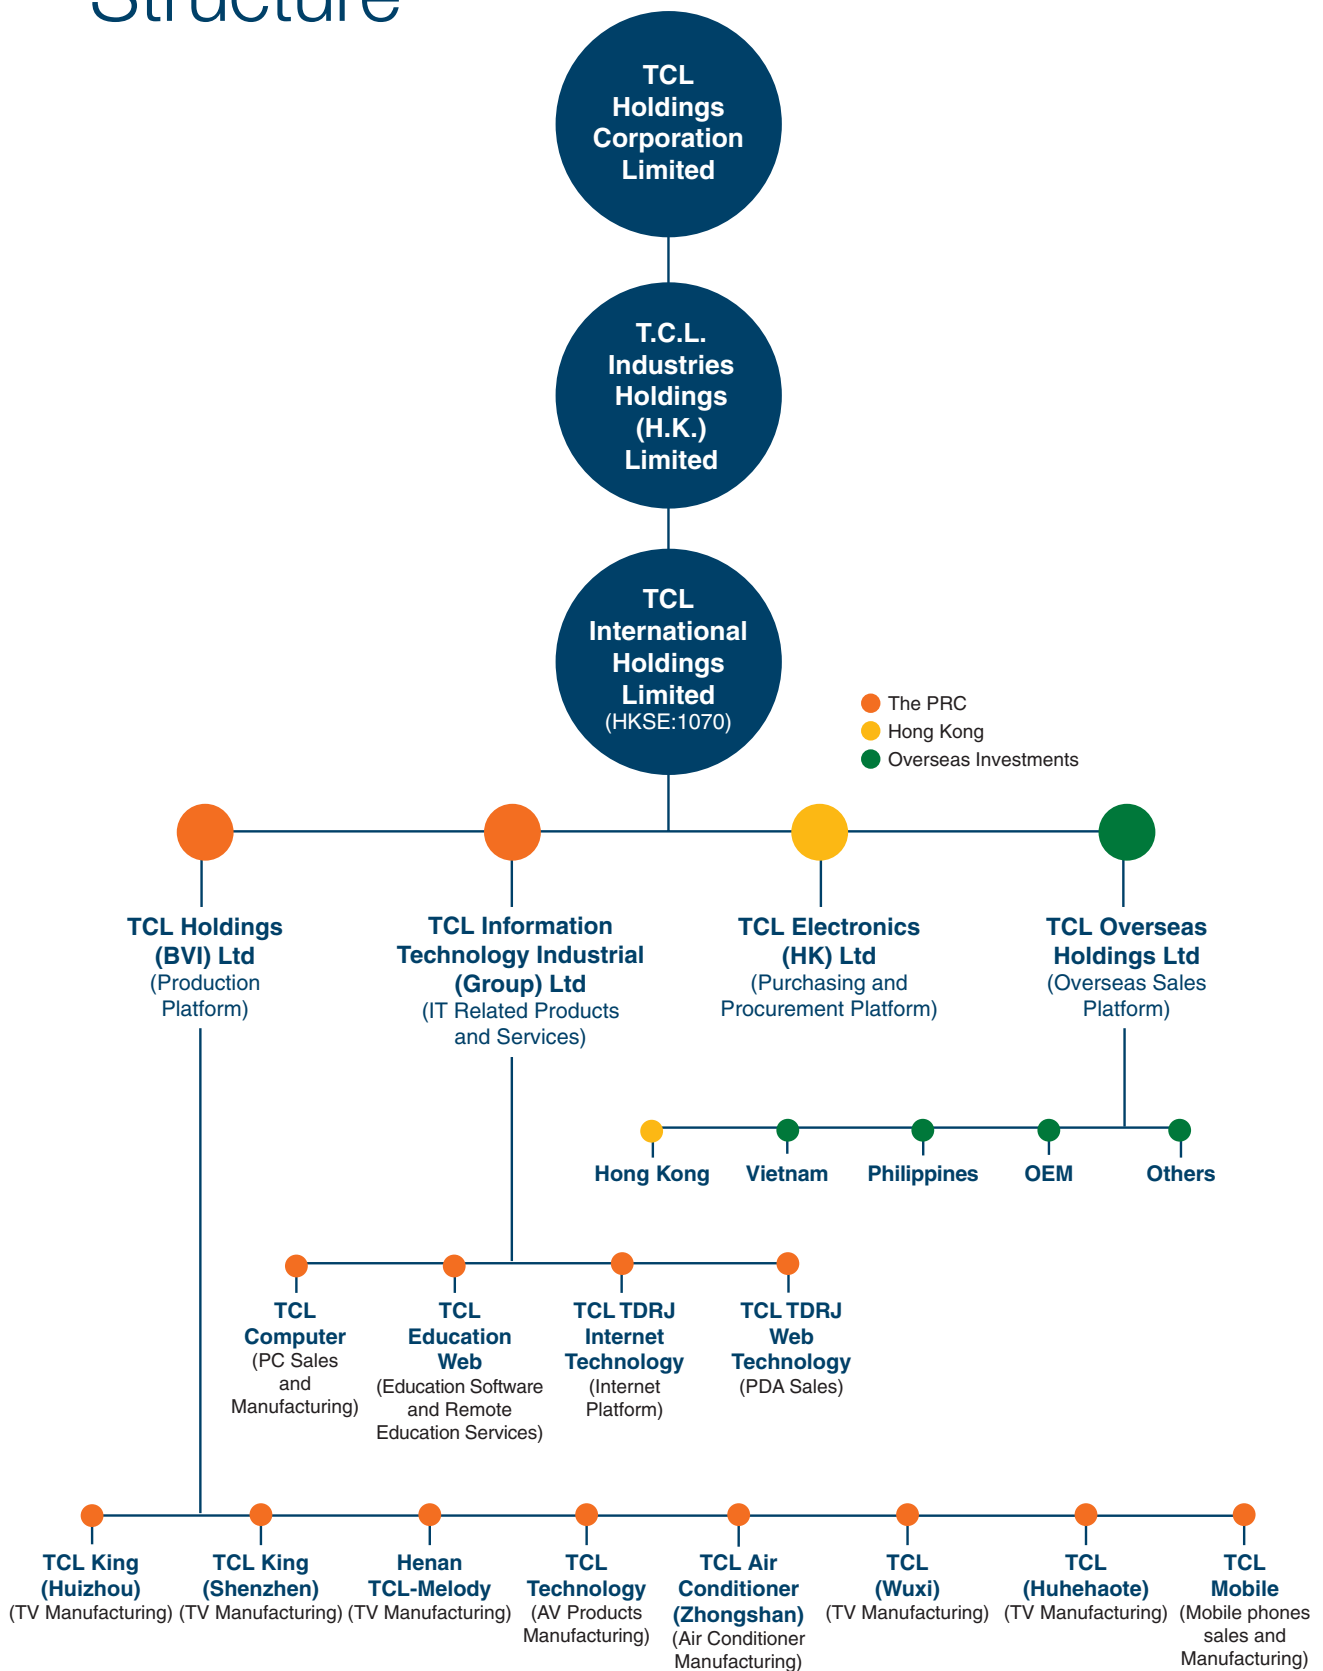 Structure
TCL
Holdings
Corporation
Limited
T.C.L.
Industries
Holdings
(H.K.)
Limited
TCL
International
Holdings
Limited
(HKSE:1070)
The PRC
Hong Kong
Overseas Investments
TCL Holdings
(BVI) Ltd
(Production
Platform)
TCL Information
Technology Industrial
(Group) Ltd
(IT Related Products
and Services)
TCL Electronics
(HK) Ltd
(Purchasing and
Procurement Platform)
TCL Overseas
Holdings Ltd
(Overseas Sales
Platform)
Hong Kong
Vietnam
Philippines
OEM
Others
TCL
Computer
(PC Sales
and
Manufacturing)
TCL
Education
Web
(Education Software
and Remote
Education Services)
TCL TDRJ
Internet
Technology
(Internet
Platform)
TCL TDRJ
Web
Technology
(PDA Sales)
TCL King
(Huizhou)
(TV Manufacturing)
TCL King
(Shenzhen)
(TV Manufacturing)
Henan
TCL-Melody
(TV Manufacturing)
TCL
Technology
(AV Products
Manufacturing)
TCL Air
Conditioner
(Zhongshan)
(Air Conditioner
Manufacturing)
TCL
(Wuxi)
(TV Manufacturing)
TCL
(Huhehaote)
(TV Manufacturing)
TCL
Mobile
(Mobile phones
sales and
Manufacturing)